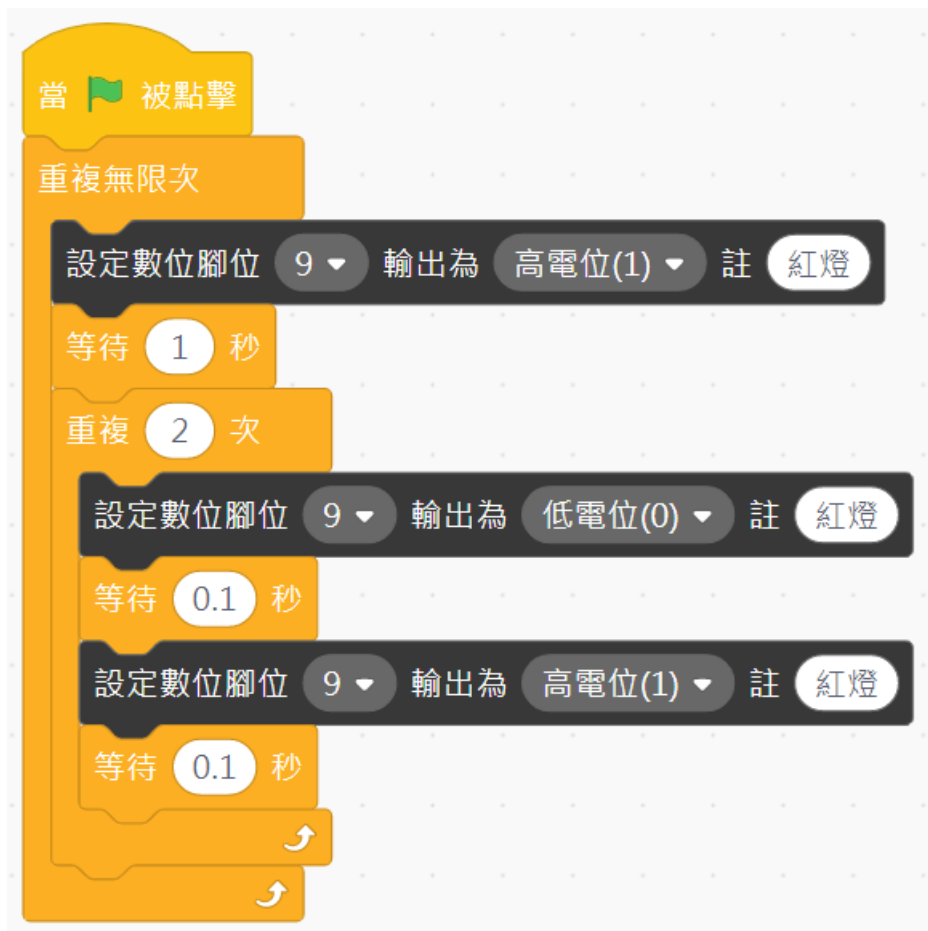 當 被點擊
重複無限次
設定數位腳位 9 輸出為 高電位(1) 註 紅燈
等待 1 秒
重複 2 次
設定數位腳位 9 輸出為 低電位(0) 註 紅燈
等待 0.1 秒
設定數位腳位 9 輸出為 高電位(1) 註 紅燈
等待 0.1 秒